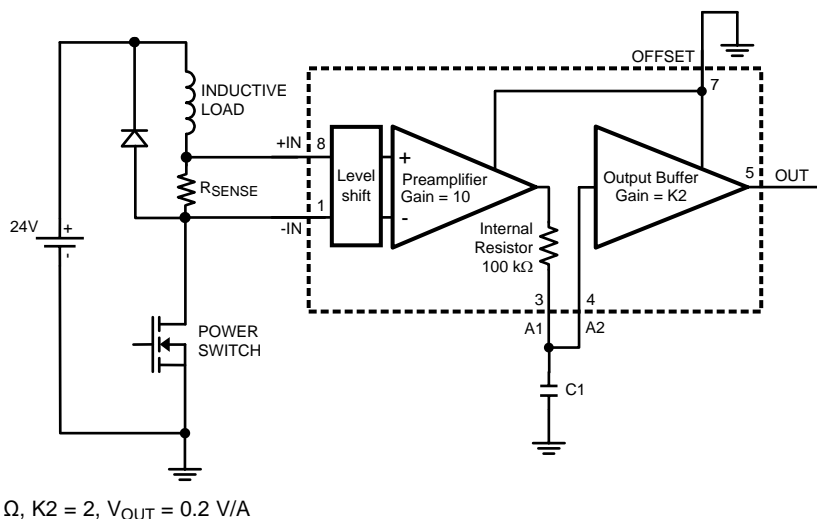 OFFSET
7
INDUCTIVE
LOAD
+IN
8
RSENSE
Level
shift
+
Preamplifier
Gain = 10
-
Output Buffer
Gain = K2
5
OUT
1
-IN
24V
+
-
Internal
Resistor
100 kΩ
3
4
A1
A2
POWER
SWITCH
C1
Ω, K2 = 2, VOUT = 0.2 V/A